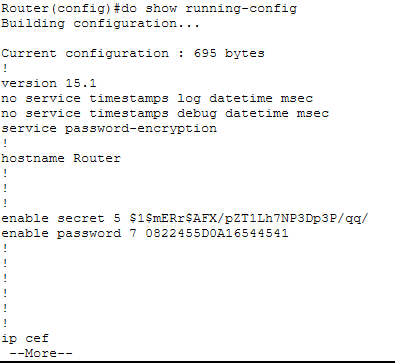 Router(config)#do show running-config
Building configuration...
Current configuration : 695 bytes
!
version 15.1
no service timestamps log datetime msec
no service timestamps debug datetime msec
service password-encryption
!
hostname Router
!
!
!
enable secret 5 $1$mERr$AFX/pZT1Lh7NP3Dp3P/qq/
enable password 7 0822455D0A16544541
!
!
!
!
!
!
ip cef
--More--